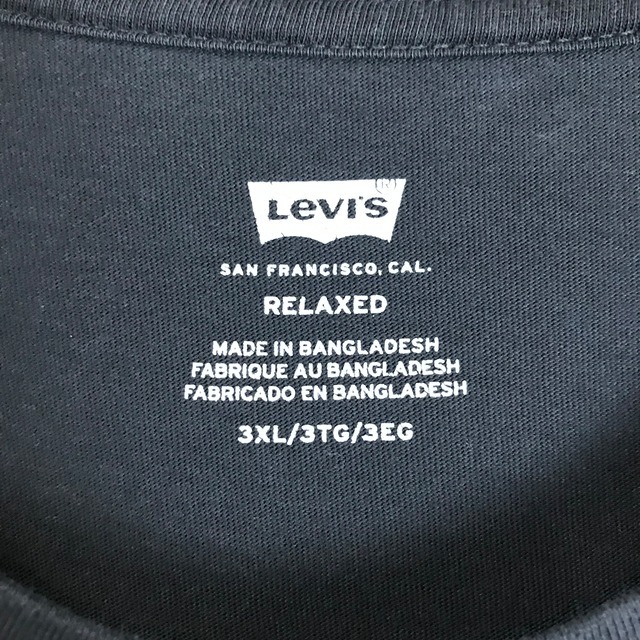 Levi's®
SAN FRANCISCO, CAL.
RELAXED
MADE IN BANGLADESH
FABRIQUE AU BANGLADESH
FABRICADO EN BANGLADESH
3XL/3TG/3EG